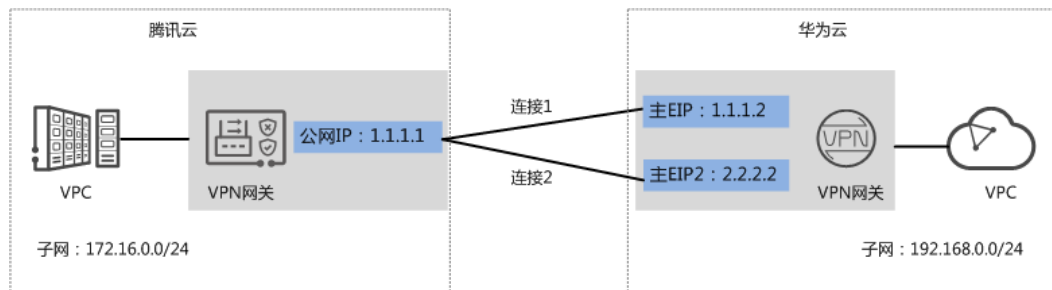 腾讯云
华为云
连接1
主EIP：1.1.1.2
公网IP：1.1.1.1
VPN
连接2
主EIP2：2.2.2.2
VPC
VPN网关
VPN网关
VPC
子网：172.16.0.0/24
子网：192.168.0.0/24